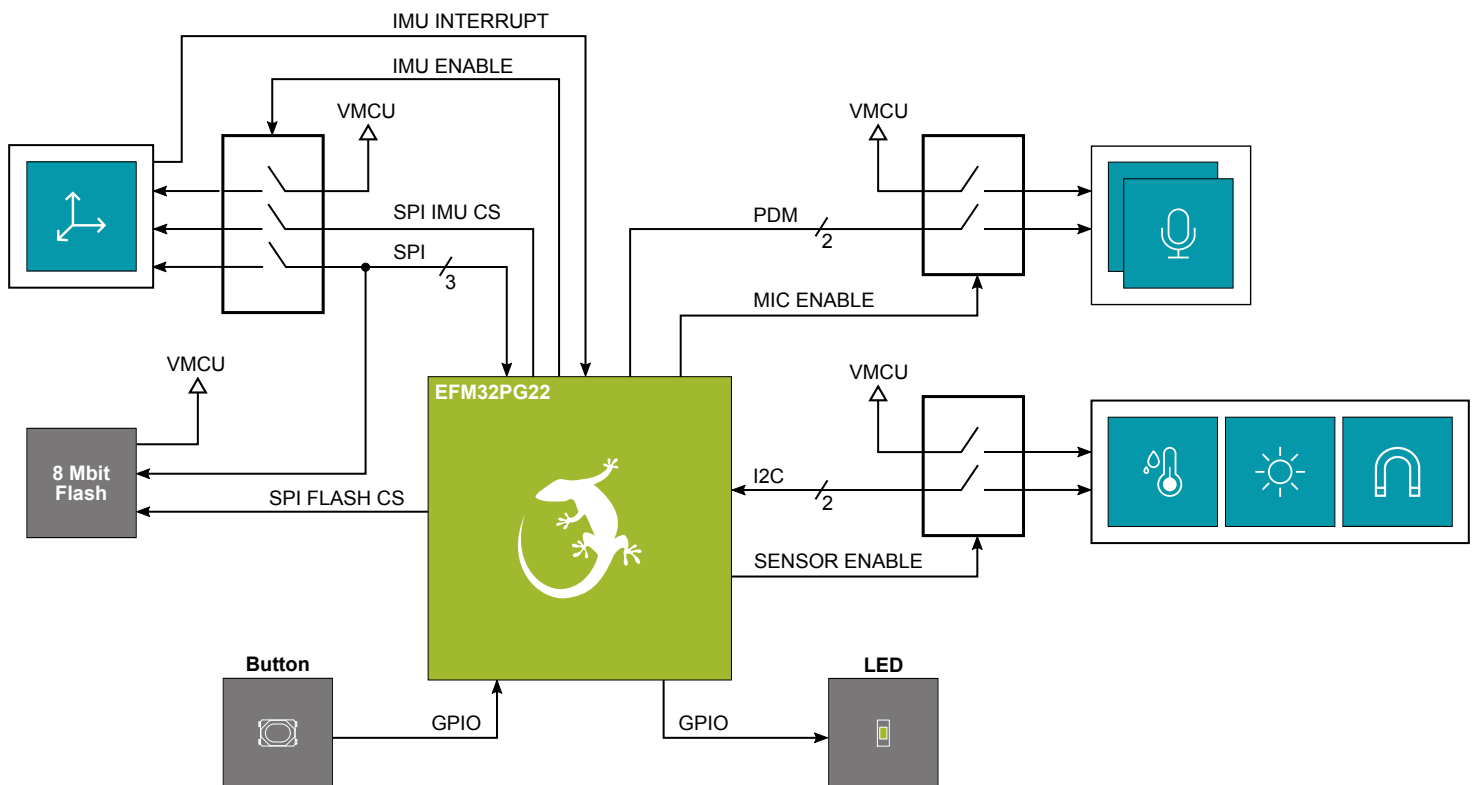 IMU INTERRUPT
IMU ENABLE
VMCU
VMCU
SPI IMU CS
PDM
2
SPI
3
MIC ENABLE
VMCU
VMCU
EFM32PG22
8 Mbit
Flash
I2C
2
SPI FLASH CS
SENSOR ENABLE
Button
LED
GPIO
GPIO